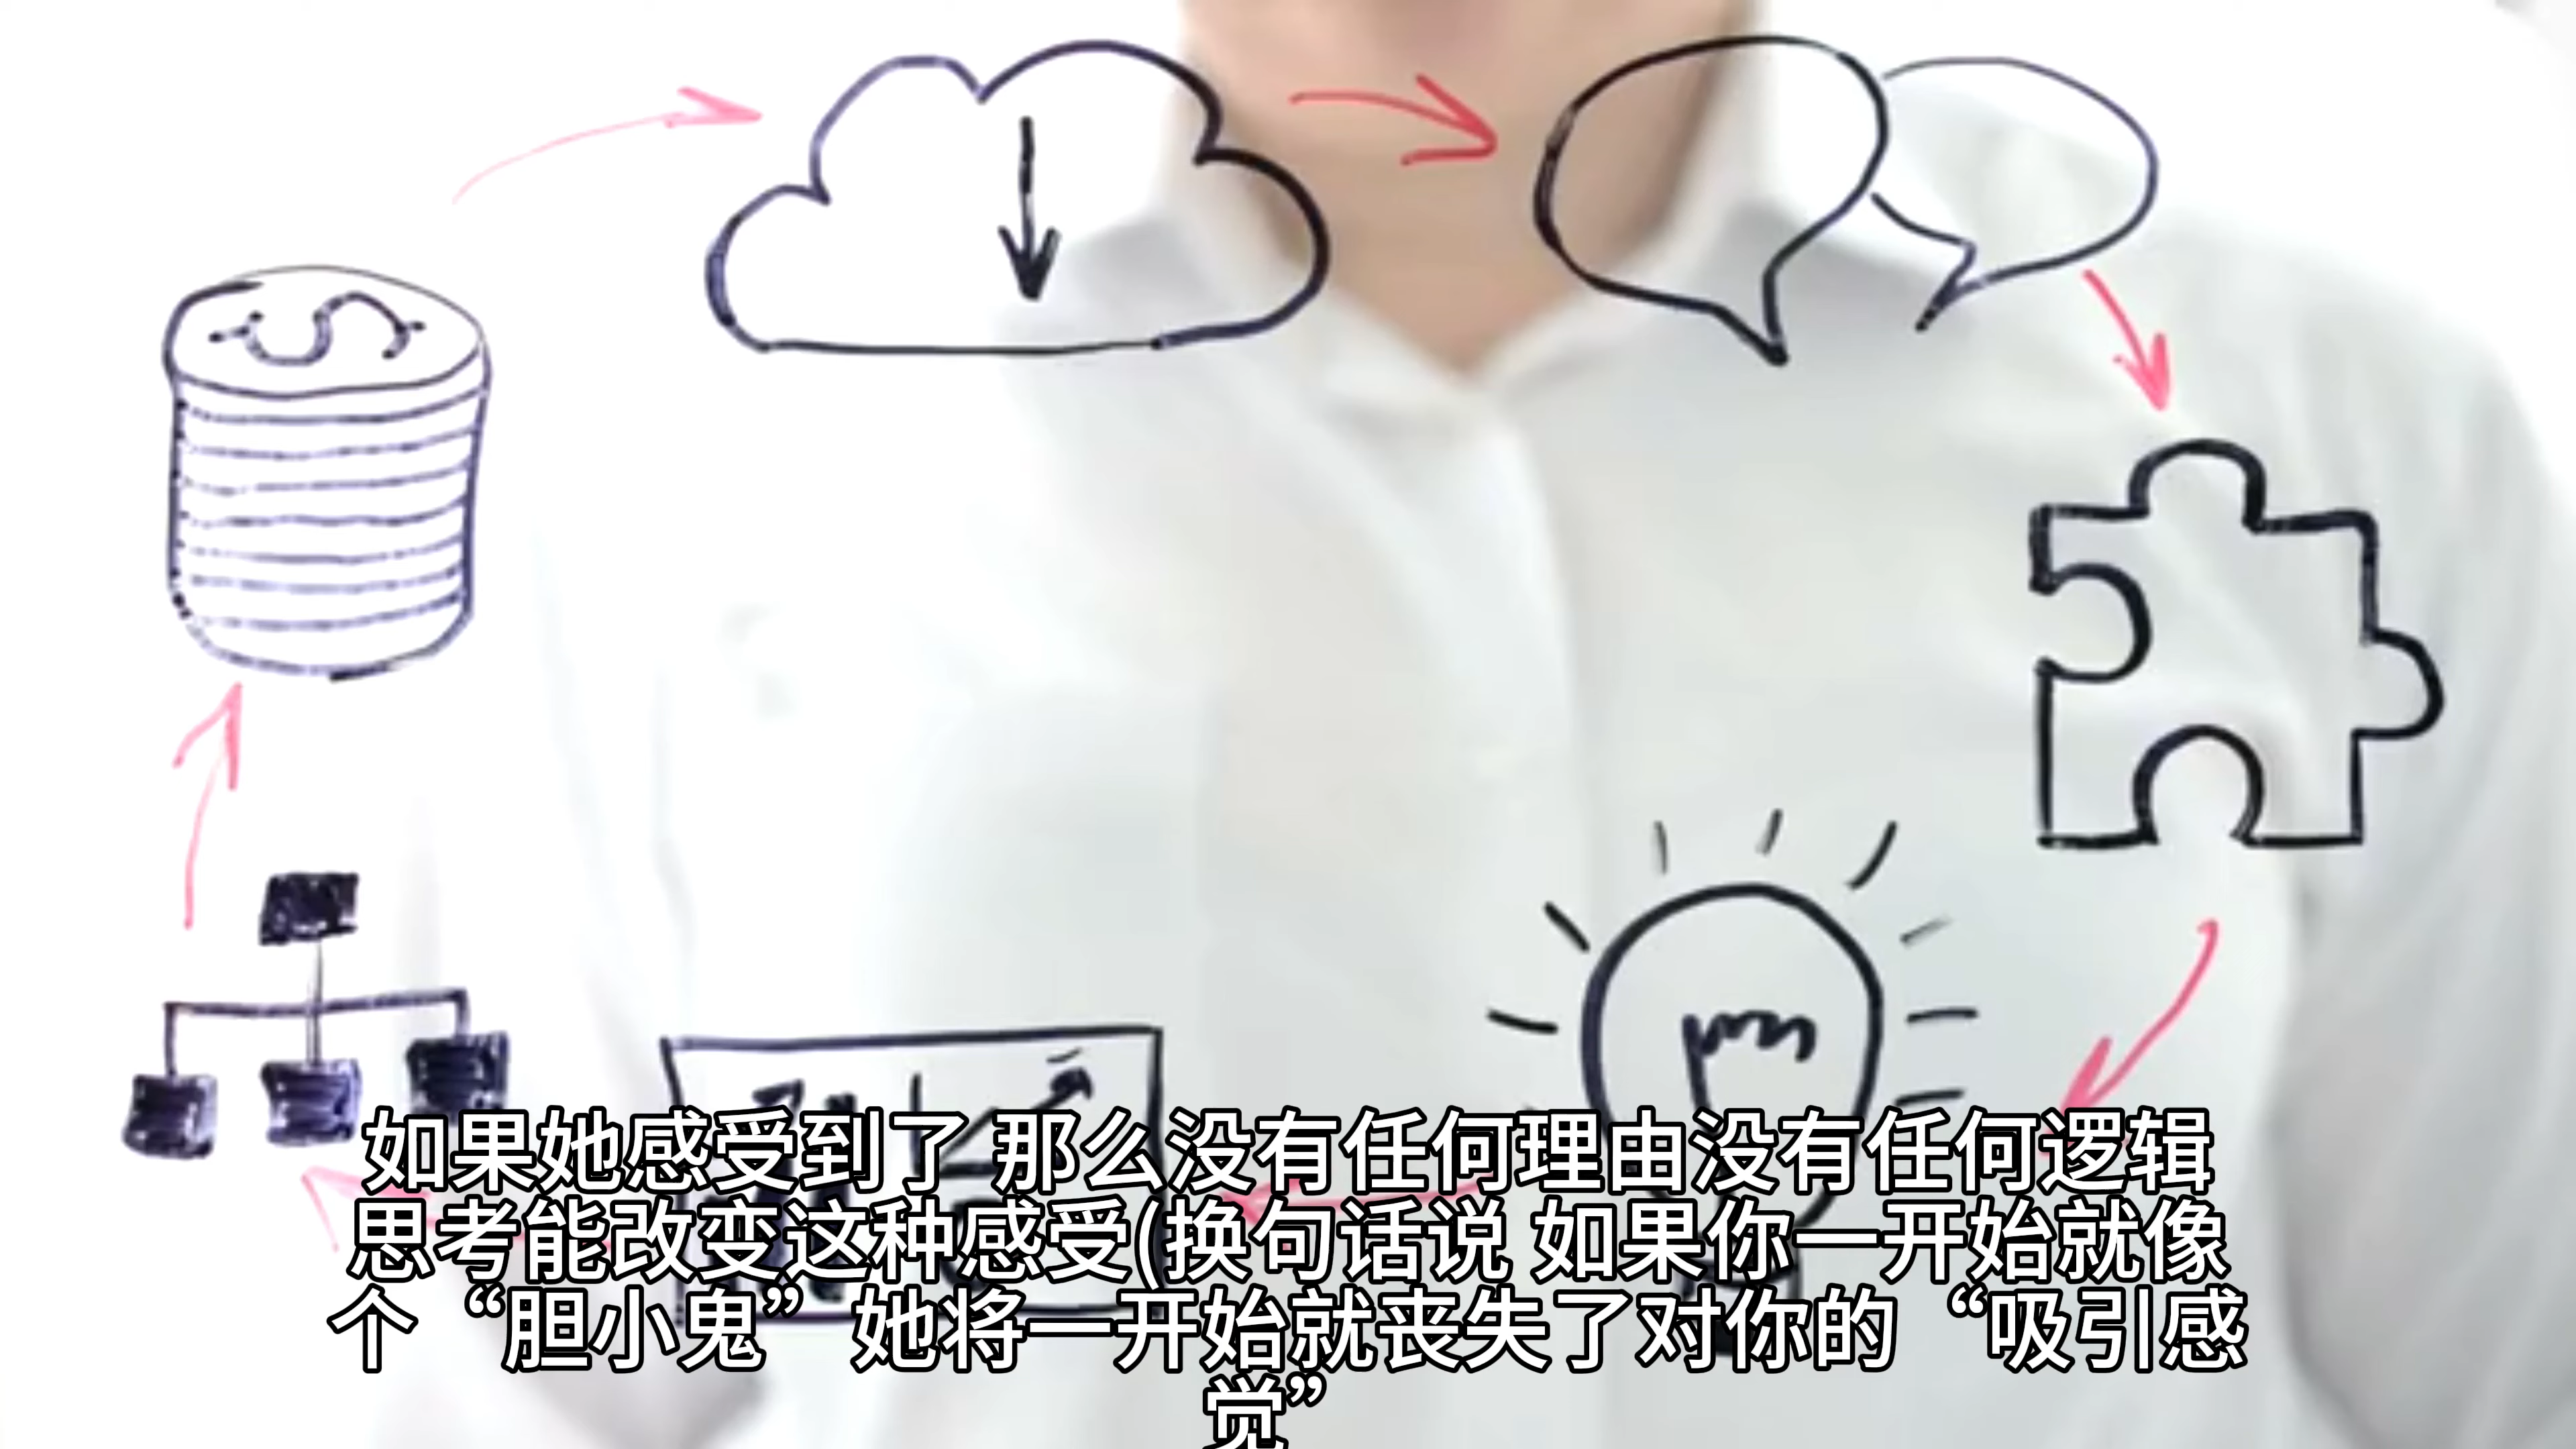 如果她感受到了 那么没有任何理由没有任何逻辑
思考能改变这种感受(换句话说 如果你一开始就像
个“胆小鬼”她将一开始就丧失了对你的“吸引感
觉”